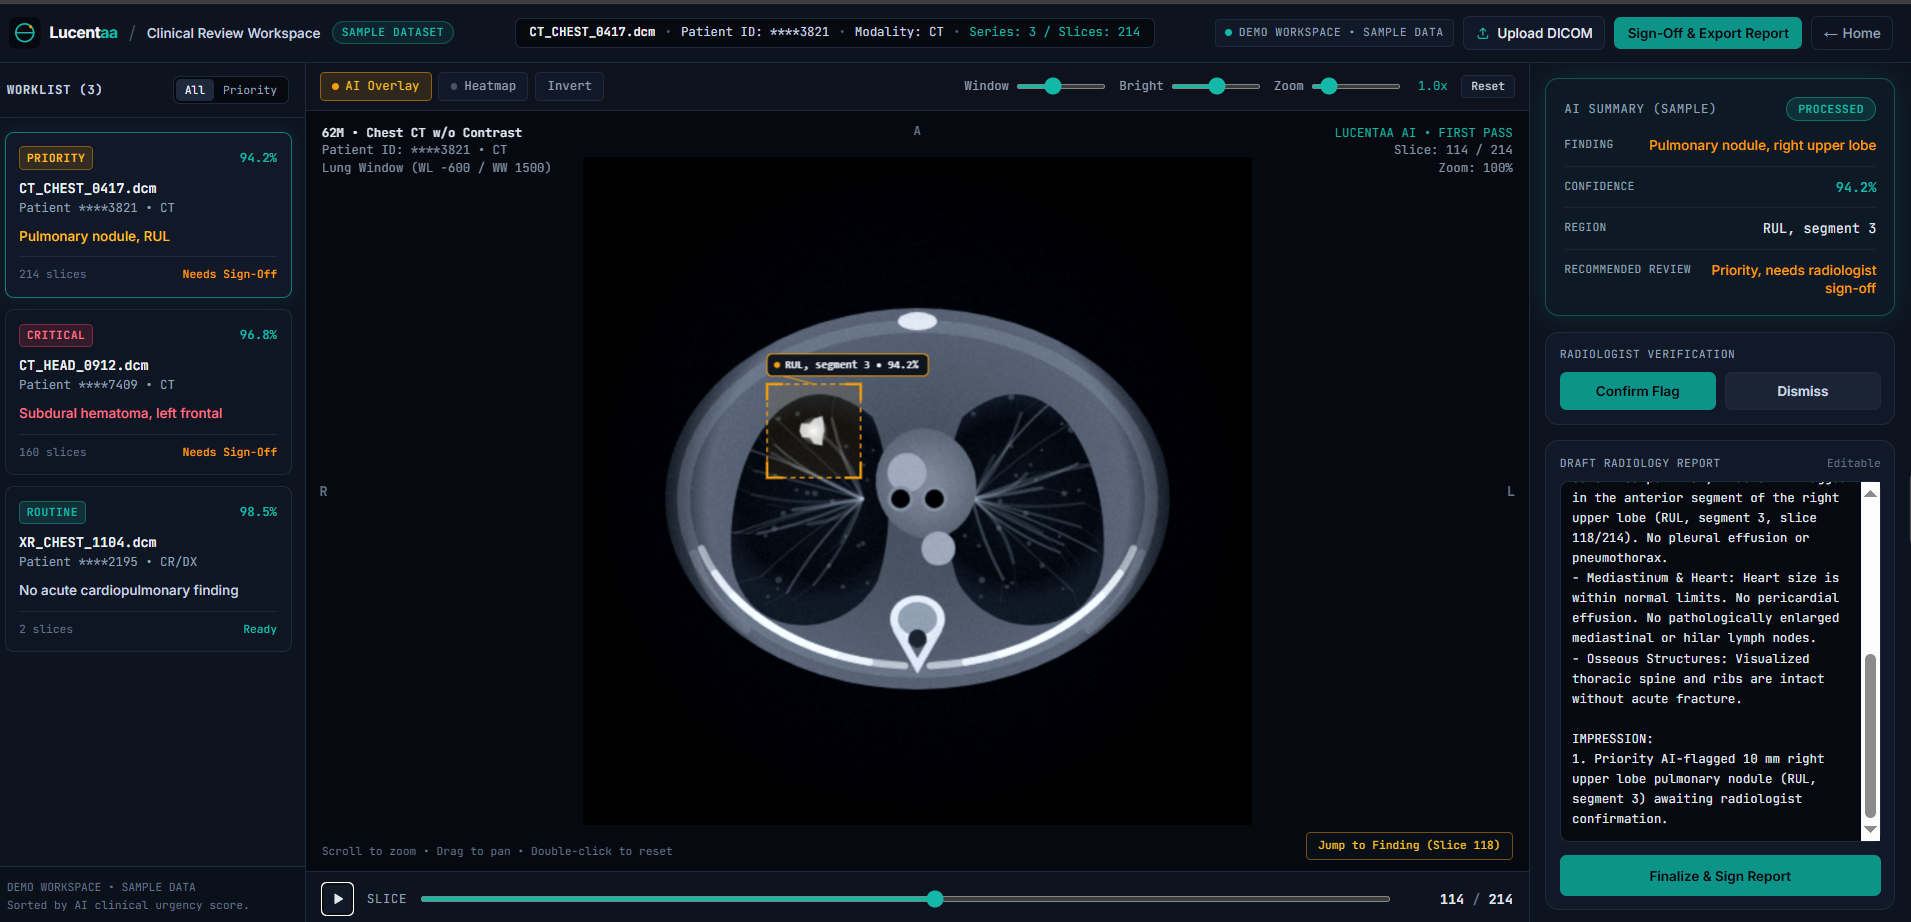 Lucentaa / Clinical Review Workspace SAMPLE DATASET
CT_CHEST_0417.dcm • Patient ID: ****3821 • Modality: CT • Series: 3 / Slices: 214
DEMO WORKSPACE • SAMPLE DATA
Upload DICOM
Sign-Off & Export Report
← Home
WORKLIST (3)
All Priority
PRIORITY 94.2%
CT_CHEST_0417.dcm
Patient ****3821 • CT
Pulmonary nodule, RUL
214 slices Needs Sign-Off
CRITICAL 96.8%
CT_HEAD_0912.dcm
Patient ****7409 • CT
Subdural hematoma, left frontal
160 slices Needs Sign-Off
ROUTINE 98.5%
XR_CHEST_1104.dcm
Patient ****2195 • CR/DX
No acute cardiopulmonary finding
2 slices Ready
DEMO WORKSPACE • SAMPLE DATA
Sorted by AI clinical urgency score.
AI Overlay Heatmap Invert
Window Bright Zoom 1.0x Reset
62M • Chest CT w/o Contrast
Patient ID: ****3821 • CT
Lung Window (WL -600 / WW 1500)
A
LUCENTAA AI • FIRST PASS
Slice: 114 / 214
Zoom: 100%
RUL, segment 3 • 94.2%
R
L
Scroll to zoom • Drag to pan • Double-click to reset
Jump to Finding (Slice 118)
SLICE 114 / 214
AI SUMMARY (SAMPLE) PROCESSED
FINDING Pulmonary nodule, right upper lobe
CONFIDENCE 94.2%
REGION RUL, segment 3
RECOMMENDED REVIEW Priority, needs radiologist
sign-off
RADIOLOGIST VERIFICATION
Confirm Flag Dismiss
DRAFT RADIOLOGY REPORT Editable
in the anterior segment of the right
upper lobe (RUL, segment 3, slice
118/214). No pleural effusion or
pneumothorax.
- Mediastinum & Heart: Heart size is
within normal limits. No pericardial
effusion. No pathologically enlarged
mediastinal or hilar lymph nodes.
- Osseous Structures: Visualized
thoracic spine and ribs are intact
without acute fracture.
IMPRESSION:
1. Priority AI-flagged 10 mm right
upper lobe pulmonary nodule (RUL,
segment 3) awaiting radiologist
confirmation.
Finalize & Sign Report